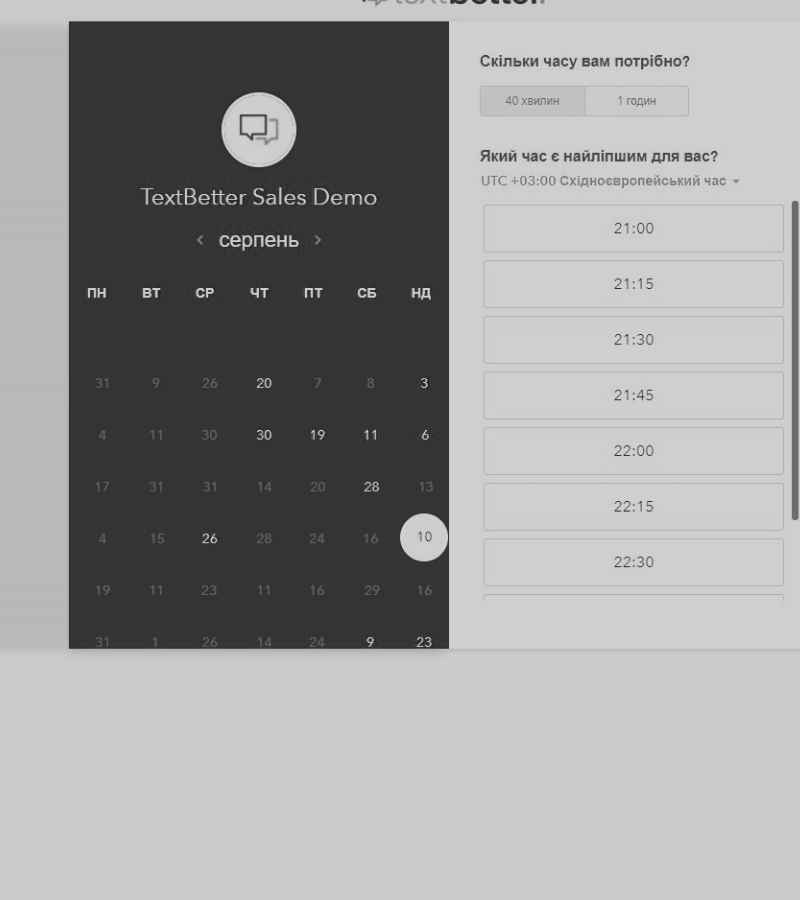 textbetter.
Скільки часу вам потрібно?
40 хвилин 1 годин
Який час є найліпшим для вас?
UTC +03:00 Східноєвропейський час
TextBetter Sales Demo
‹ серпень ›
ПН ВТ СР ЧТ ПТ СБ НД
31 9 26 20 7 8 3
4 11 30 30 19 11 6
17 31 31 14 20 28 13
4 15 26 28 24 16 10
19 11 23 11 16 29 16
31 1 26 14 24 9 23
21:00
21:15
21:30
21:45
22:00
22:15
22:30